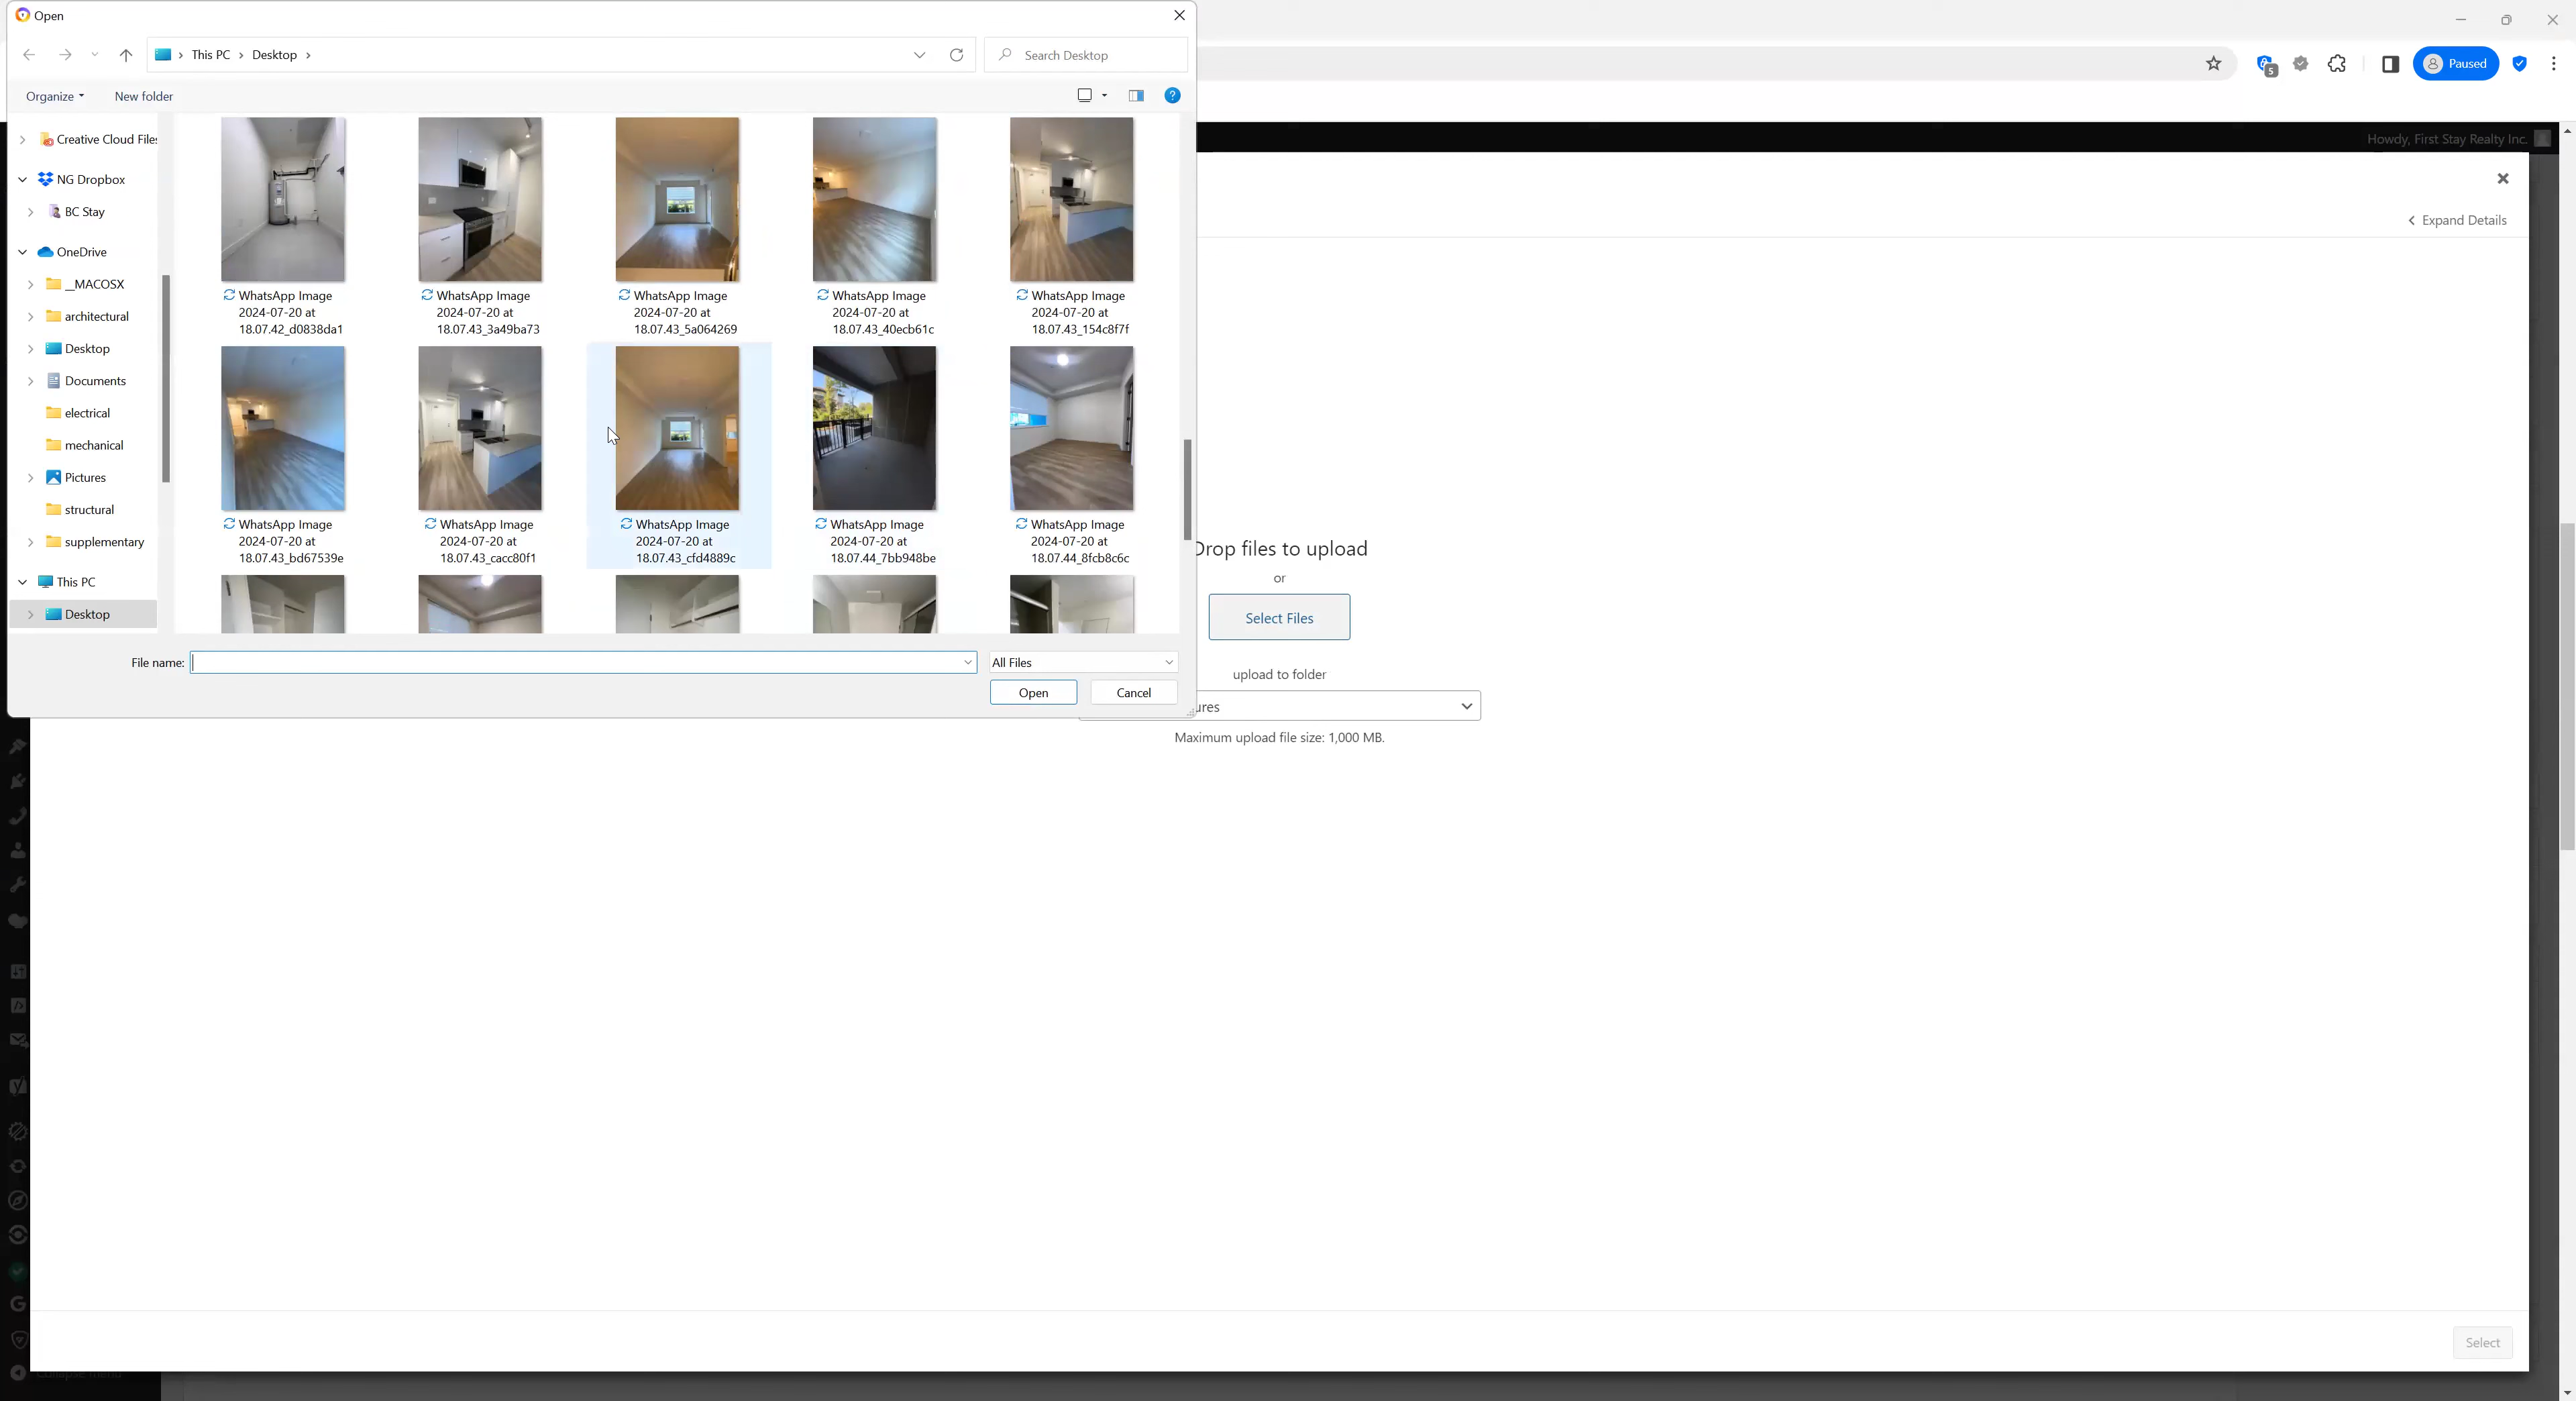 Open
This PC
Desktop
Search Desktop
Paused
5
Organize
New folder
Howdy, First Stay Realty Inc.
Expand Details
Creative Cloud Files
NG Dropbox
BC Stay
OneDrive
__MACOSX
architectural
Desktop
Documents
electrical
mechanical
Pictures
structural
supplementary
This PC
Desktop
WhatsApp Image
2024-07-20 at
18.07.42_d0838da1
WhatsApp Image
2024-07-20 at
18.07.43_3a49ba73
WhatsApp Image
2024-07-20 at
18.07.43_5a064269
WhatsApp Image
2024-07-20 at
18.07.43_40ecb61c
WhatsApp Image
2024-07-20 at
18.07.43_154c8f7f
WhatsApp Image
2024-07-20 at
18.07.43_bd67539e
WhatsApp Image
2024-07-20 at
18.07.43_cacc80f1
WhatsApp Image
2024-07-20 at
18.07.43_cfd4889c
WhatsApp Image
2024-07-20 at
18.07.44_7bb948be
WhatsApp Image
2024-07-20 at
18.07.44_8fcb8c6c
File name:
All Files
Open
Cancel
Drop files to upload
or
Select Files
upload to folder
ures
Maximum upload file size: 1,000 MB.
Select
Collapse menu